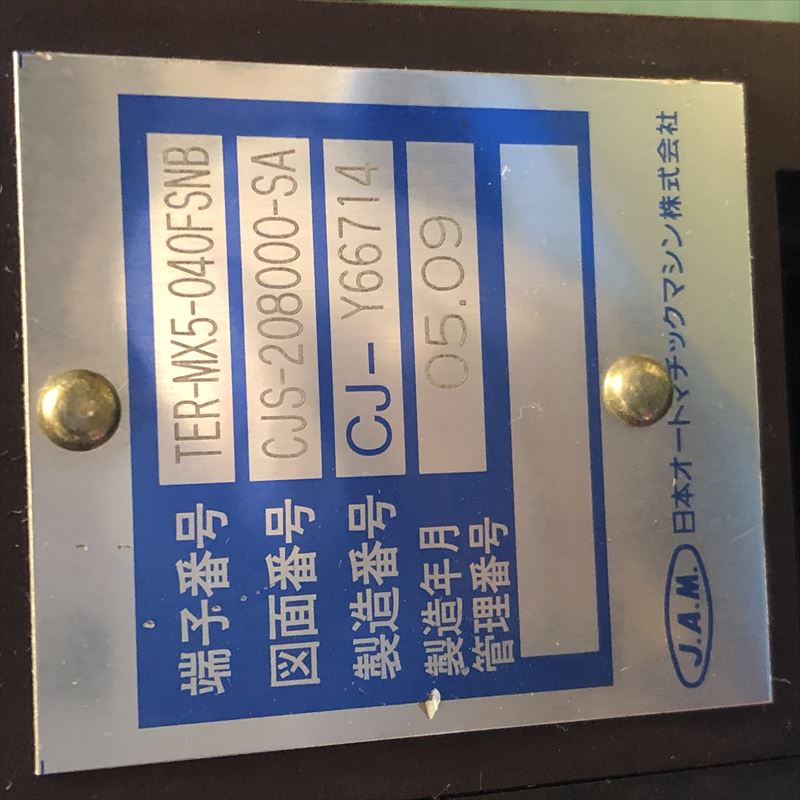 端子番号 TER-MX5-040FSNB
図面番号 CJS-208000-SA
製造番号 CJ-Y66714
製造年月 05.09
管理番号
J.A.M. 日本オートマチックマシン株式会社